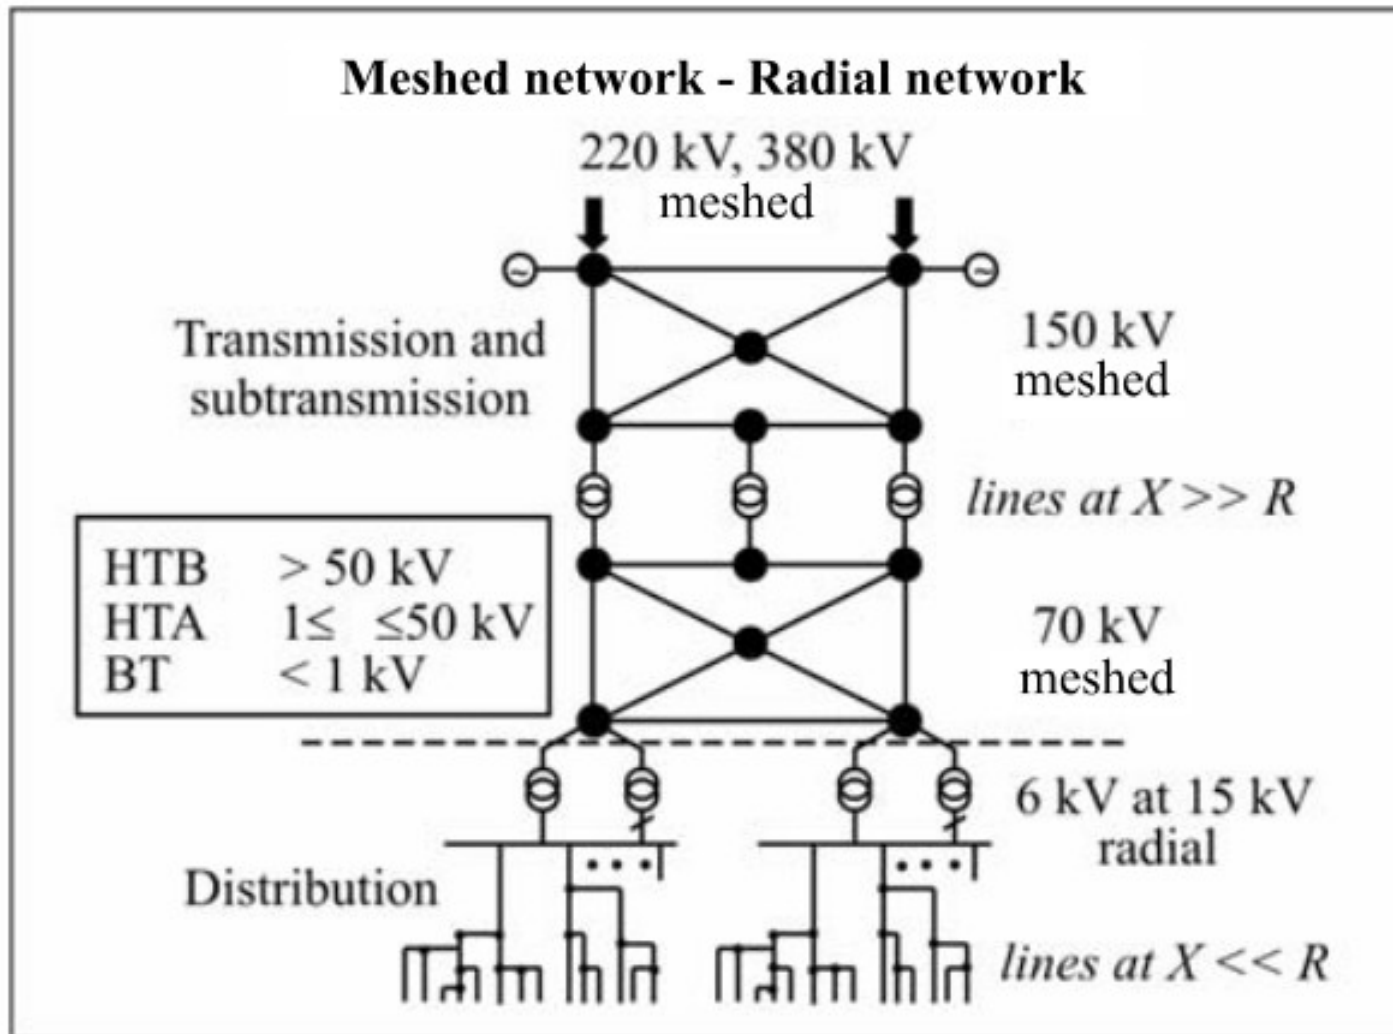 Meshed network - Radial network
220 kV, 380 kV
meshed
~ ~
Transmission and
subtransmission
150 kV
meshed
lines at X >> R
HTB > 50 kV
HTA 1≤ ≤50 kV
BT < 1 kV
70 kV
meshed
6 kV at 15 kV
radial
Distribution
lines at X << R